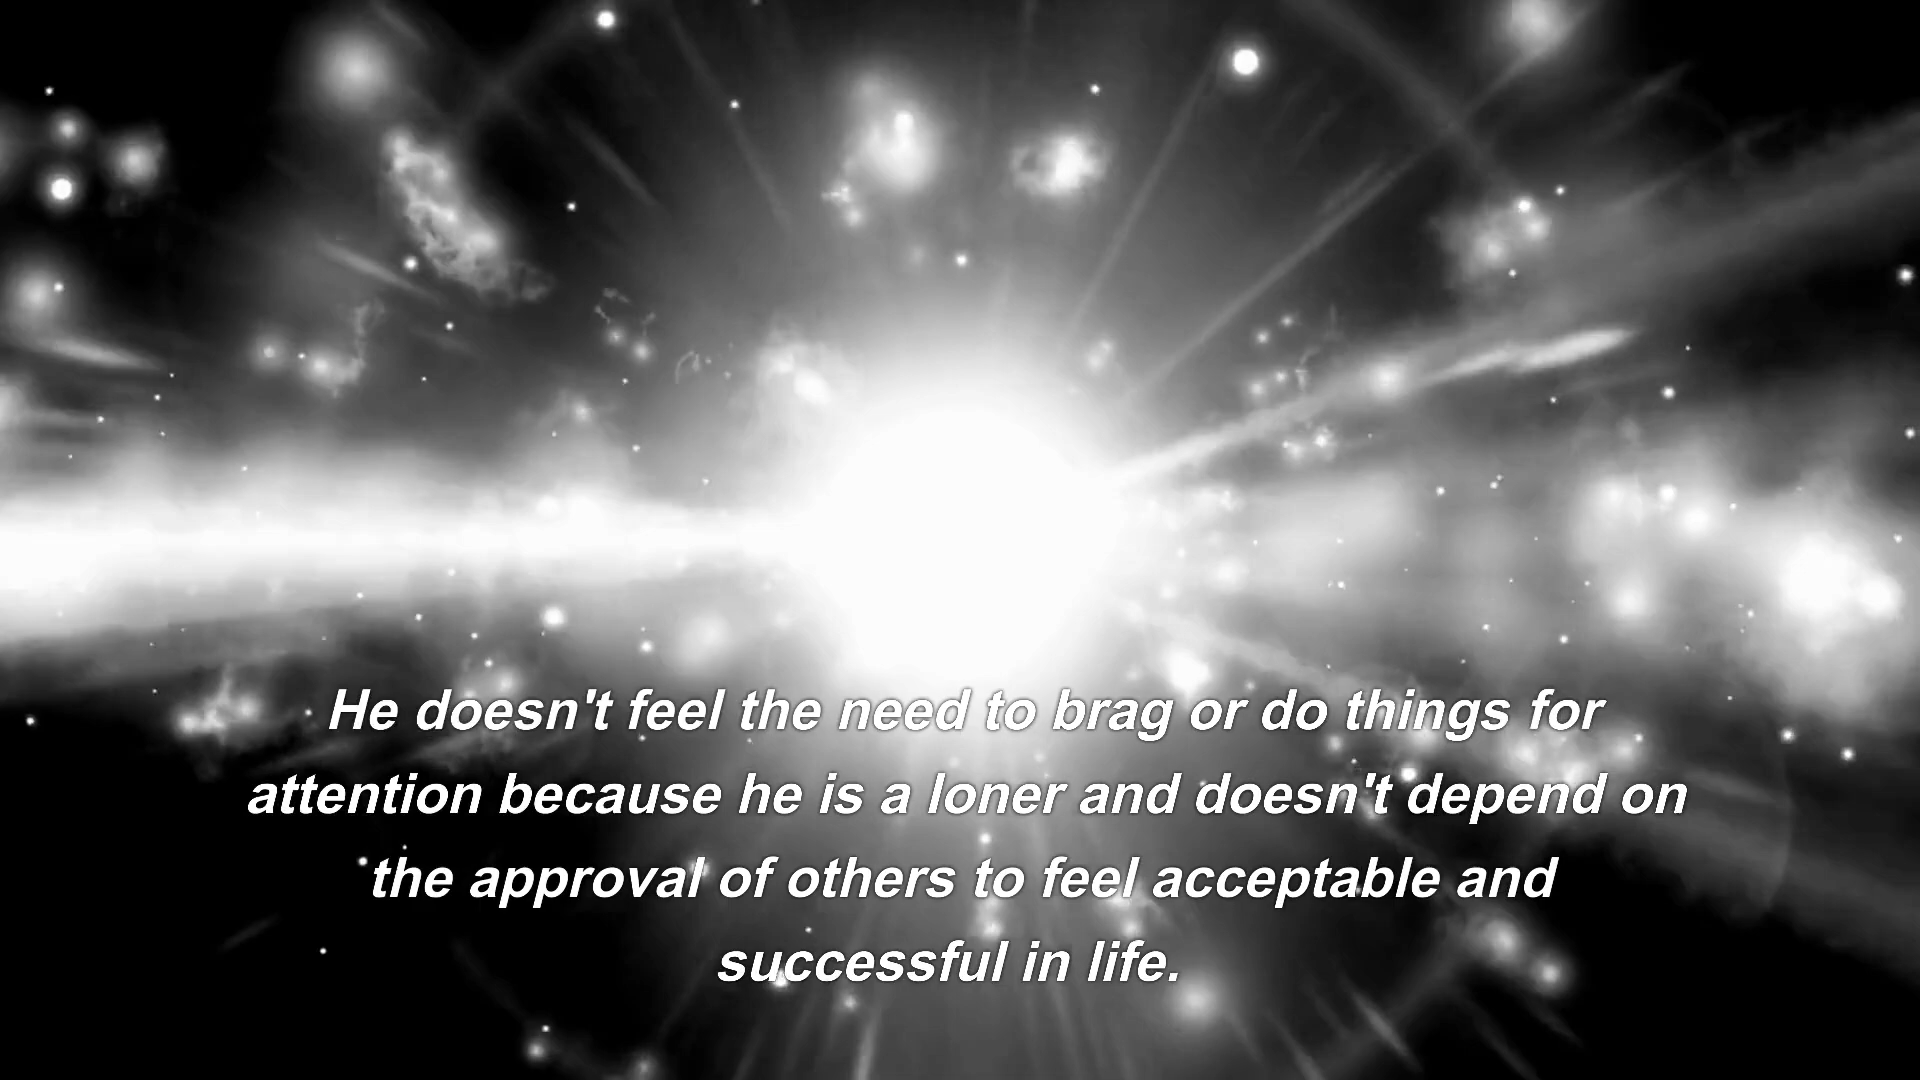 He doesn't feel the need to brag or do things for
attention because he is a loner and doesn't depend on
the approval of others to feel acceptable and
successful in life.